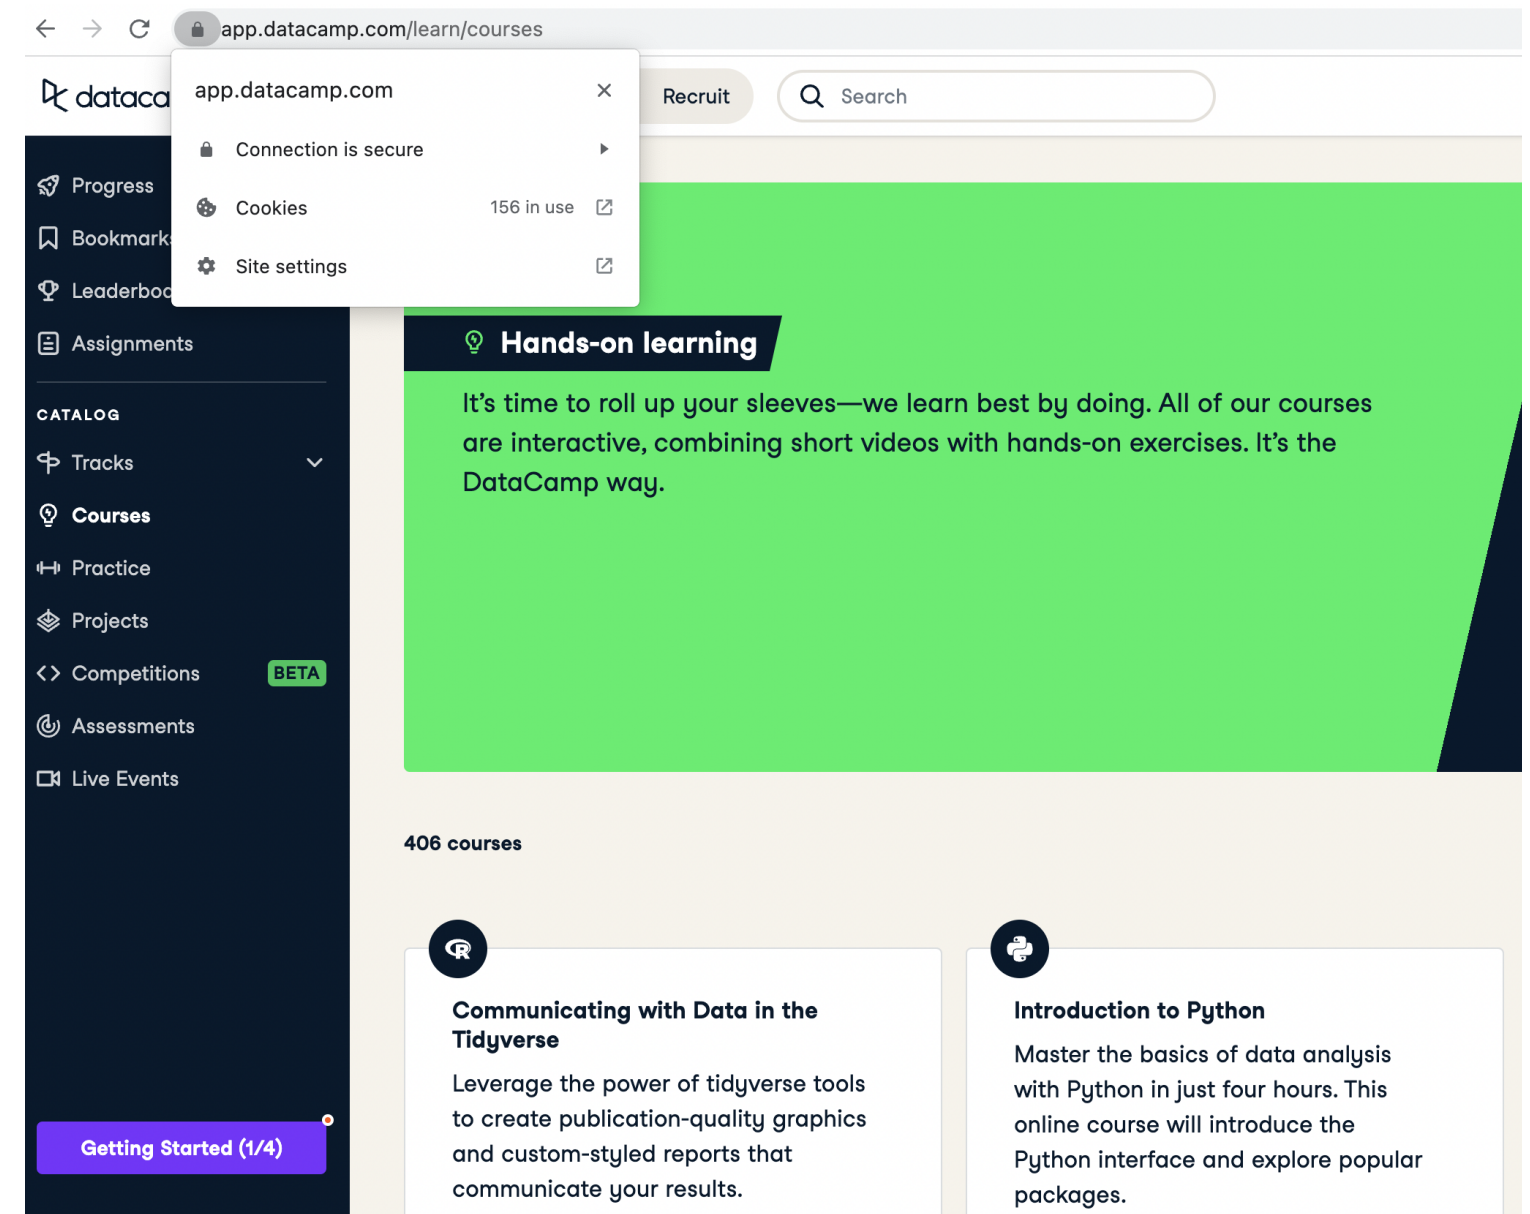 app.datacamp.com/learn/courses
app.datacamp.com
Connection is secure
Cookies 156 in use
Site settings
dataca
Recruit
Search
Progress
Bookmarks
Leaderboa
Assignments
CATALOG
Tracks
Courses
Practice
Projects
Competitions BETA
Assessments
Live Events
Getting Started (1/4)
Hands-on learning
It's time to roll up your sleeves—we learn best by doing. All of our courses
are interactive, combining short videos with hands-on exercises. It's the
DataCamp way.
406 courses
R
Communicating with Data in the
Tidyverse
Leverage the power of tidyverse tools
to create publication-quality graphics
and custom-styled reports that
communicate your results.
Introduction to Python
Master the basics of data analysis
with Python in just four hours. This
online course will introduce the
Python interface and explore popular
packages.